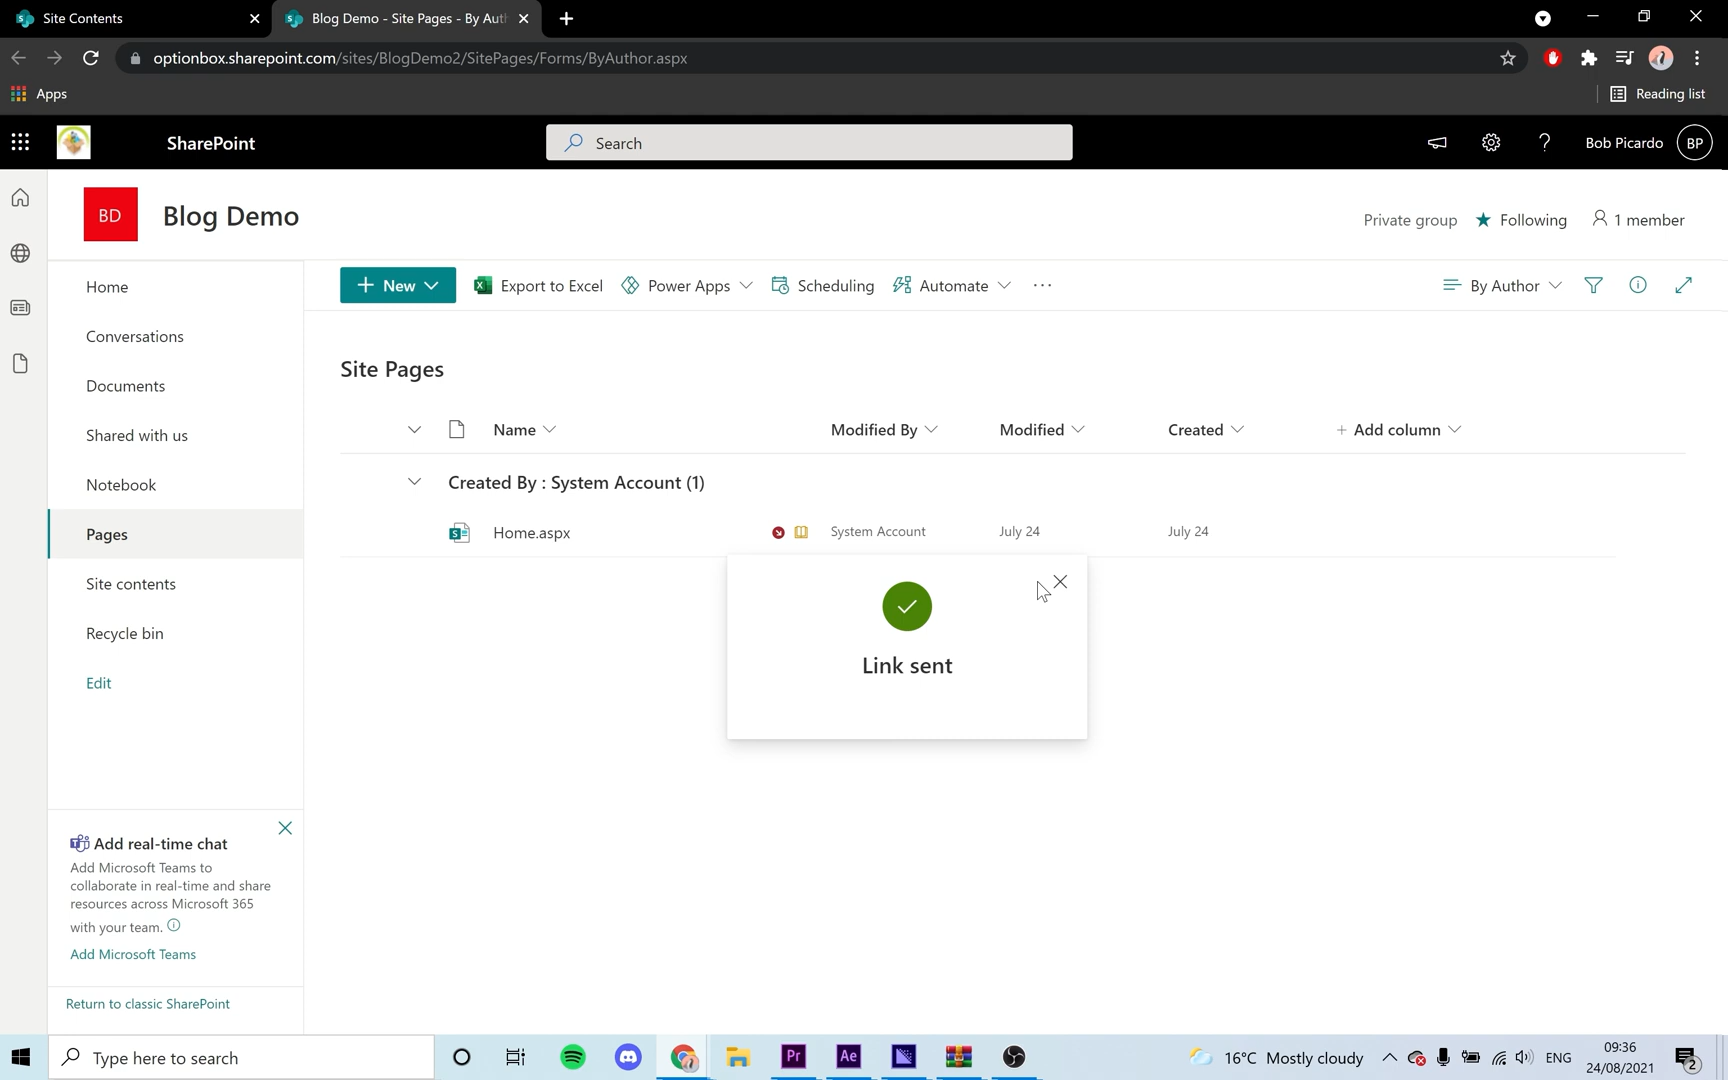 Site Contents
Blog Demo - Site Pages - By Auth
optionbox.sharepoint.com/sites/BlogDemo2/SitePages/Forms/ByAuthor.aspx
Apps
Reading list
SharePoint
Search
?
Bob Picardo
BP
BD
Blog Demo
Private group
Following
1 member
Home
Conversations
Documents
Shared with us
Notebook
Pages
Site contents
Recycle bin
Edit
+ New
Export to Excel
Power Apps
Scheduling
Automate
...
By Author
Site Pages
Name
Modified By
Modified
Created
+ Add column
Created By : System Account (1)
Home.aspx
System Account
July 24
July 24
Link sent
Add real-time chat
Add Microsoft Teams to
collaborate in real-time and share
resources across Microsoft 365
with your team.
Add Microsoft Teams
Return to classic SharePoint
Type here to search
Pr
Ae
16°C Mostly cloudy
ENG
09:36
24/08/2021
2